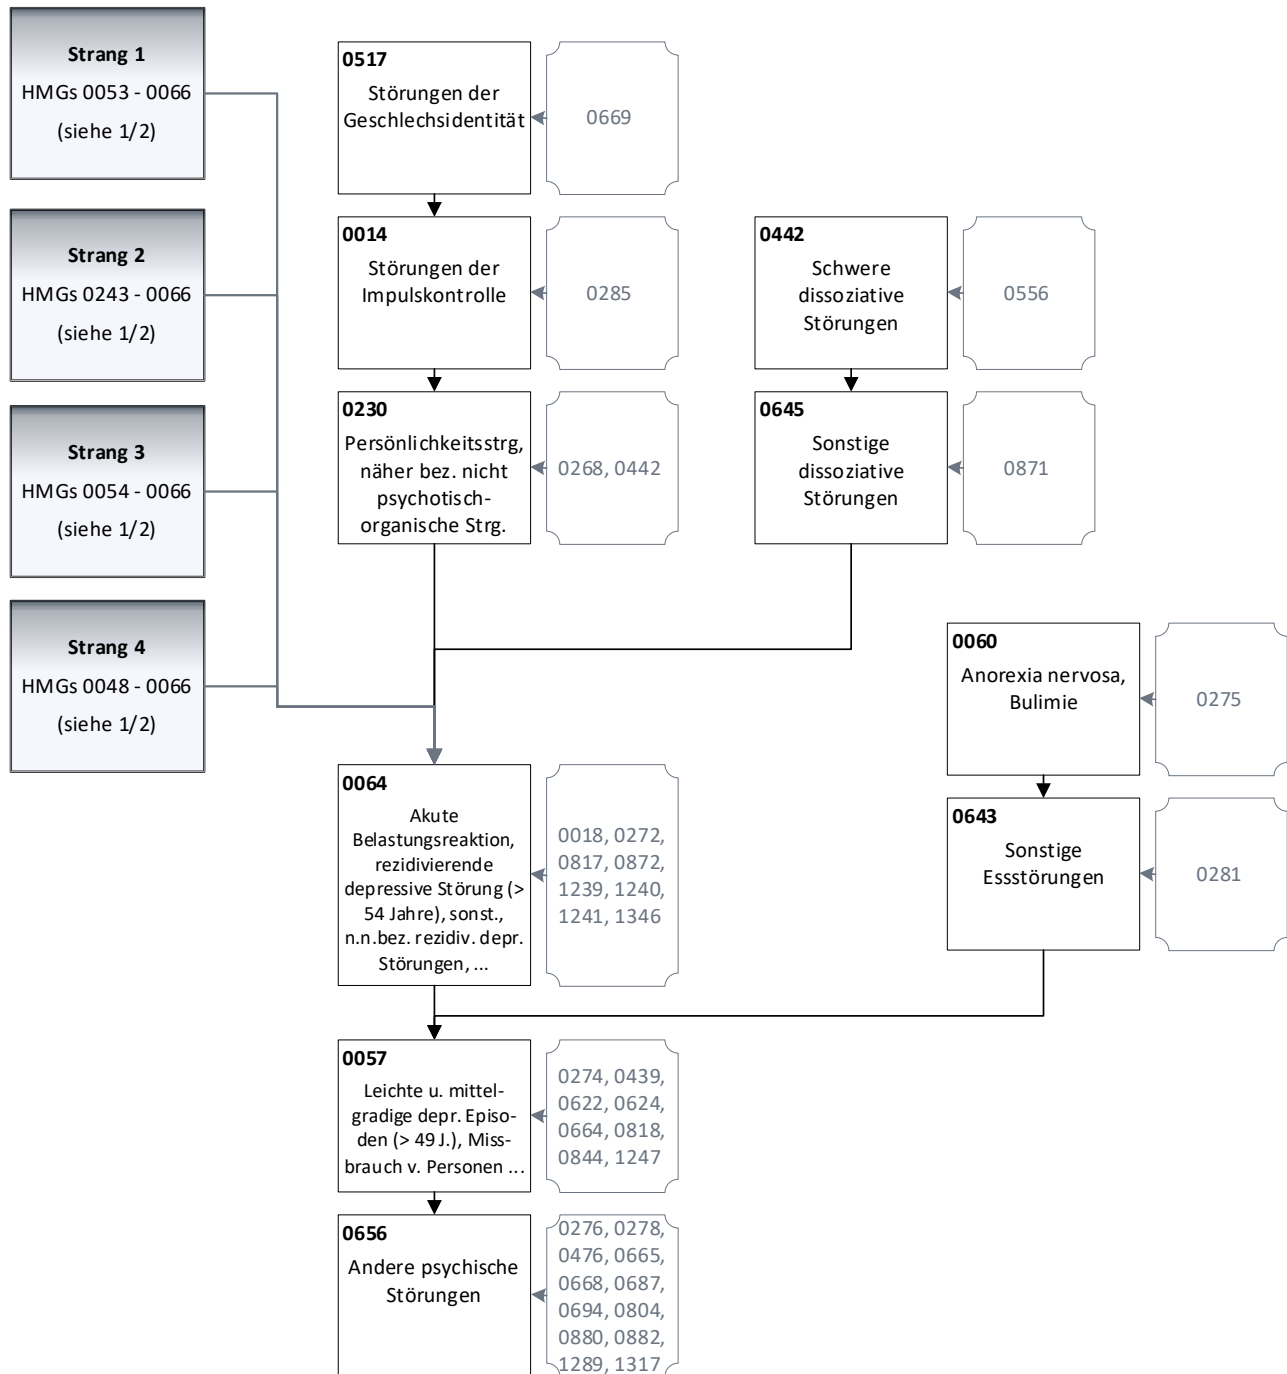 Strang 1
HMGs 0053 - 0066
(siehe 1/2)
Strang 2
HMGs 0243 - 0066
(siehe 1/2)
Strang 3
HMGs 0054 - 0066
(siehe 1/2)
Strang 4
HMGs 0048 - 0066
(siehe 1/2)
0517
Störungen der
Geschlechsidentität
0669
0014
Störungen der
Impulskontrolle
0285
0442
Schwere
dissoziative
Störungen
0556
0230
Persönlichkeitsstrg,
näher bez. nicht
psychotisch-
organische Strg.
0268, 0442
0645
Sonstige
dissoziative
Störungen
0871
0060
Anorexia nervosa,
Bulimie
0275
0064
Akute
Belastungsreaktion,
rezidivierende
depressive Störung (>
54 Jahre), sonst.,
n.n.bez. rezidiv. depr.
Störungen, ...
0018, 0272,
0817, 0872,
1239, 1240,
1241, 1346
0643
Sonstige
Essstörungen
0281
0057
Leichte u. mittel-
gradige depr. Episo-
den (> 49 J.), Miss-
brauch v. Personen ...
0274, 0439,
0622, 0624,
0664, 0818,
0844, 1247
0656
Andere psychische
Störungen
0276, 0278,
0476, 0665,
0668, 0687,
0694, 0804,
0880, 0882,
1289, 1317